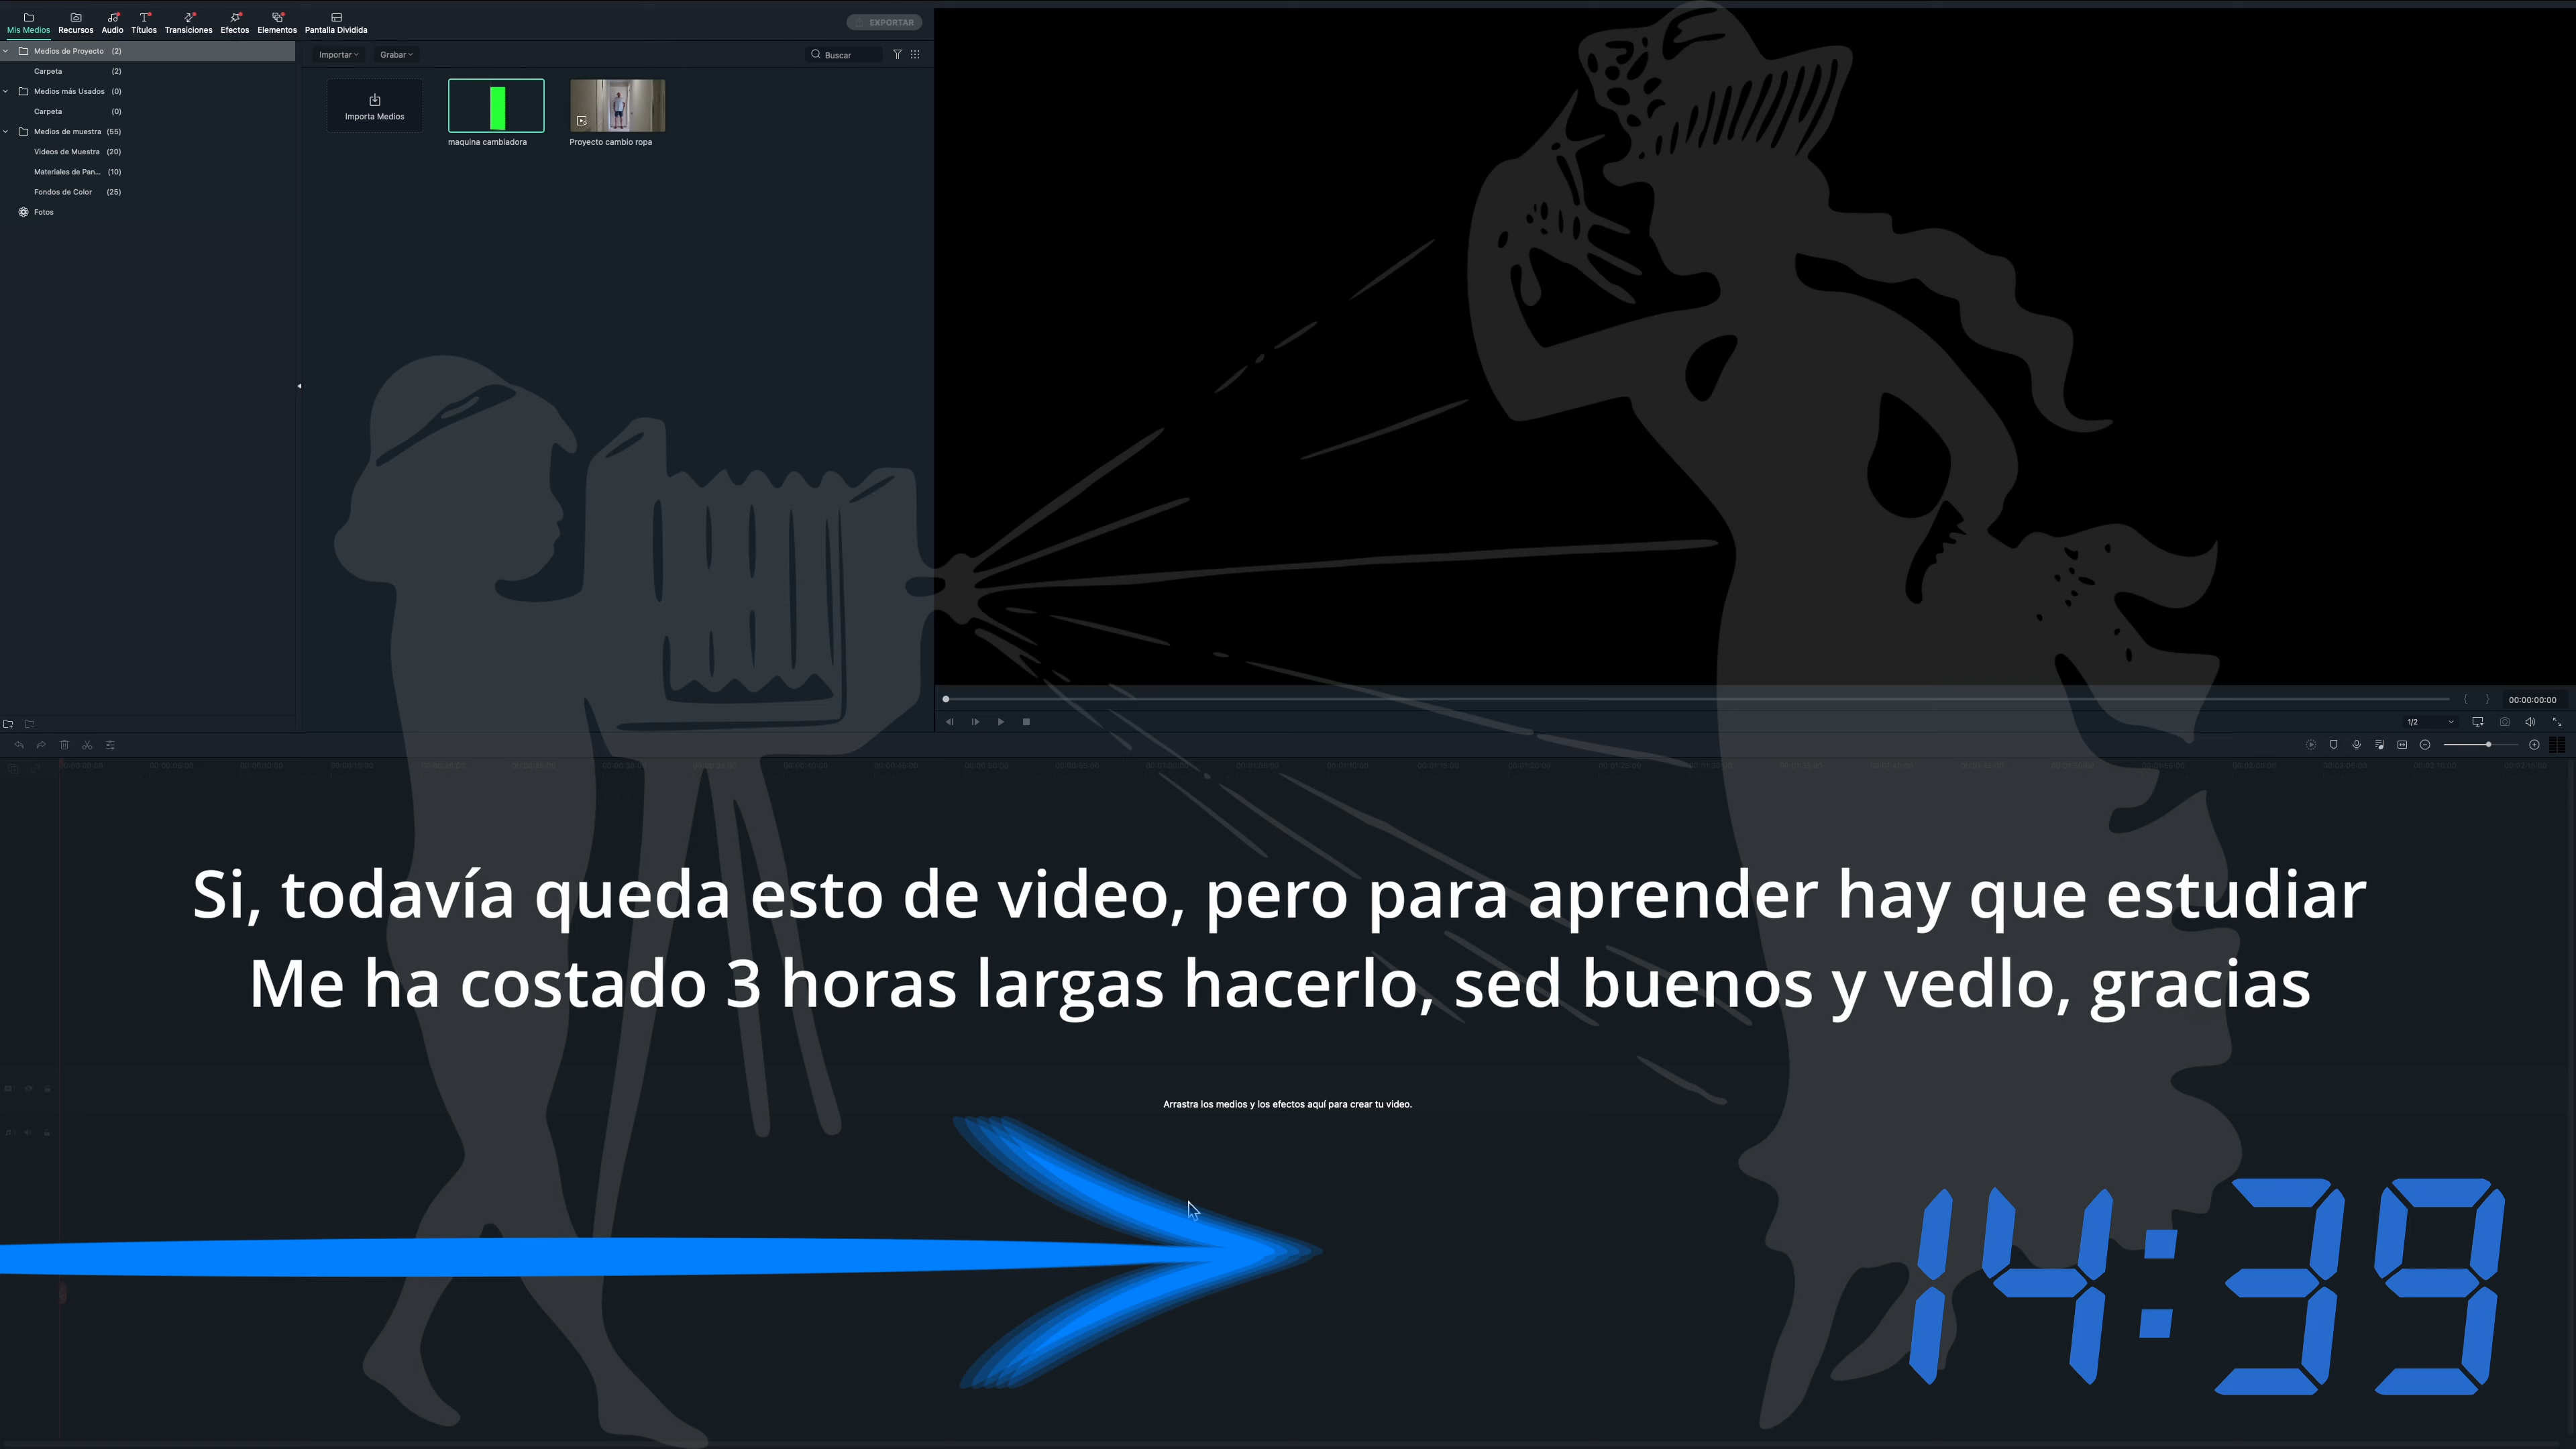 Mis Medios
Recursos
Audio
Títulos
Transiciones
Efectos
Elementos
Pantalla Dividida
EXPORTAR
Medios de Proyecto (2)
Carpeta (2)
Medios más Usados (0)
Carpeta (0)
Medios de muestra (55)
Videos de Muestra (20)
Materiales de Pan... (10)
Fondos de Color (25)
Fotos
Importar
Grabar
Buscar
Importa Medios
maquina cambiadora
Proyecto cambio ropa
00:00:00:00
1/2
Si, todavía queda esto de video, pero para aprender hay que estudiar
Me ha costado 3 horas largas hacerlo, sed buenos y vedlo, gracias
Arrastra los medios y los efectos aquí para crear tu video.
14:39